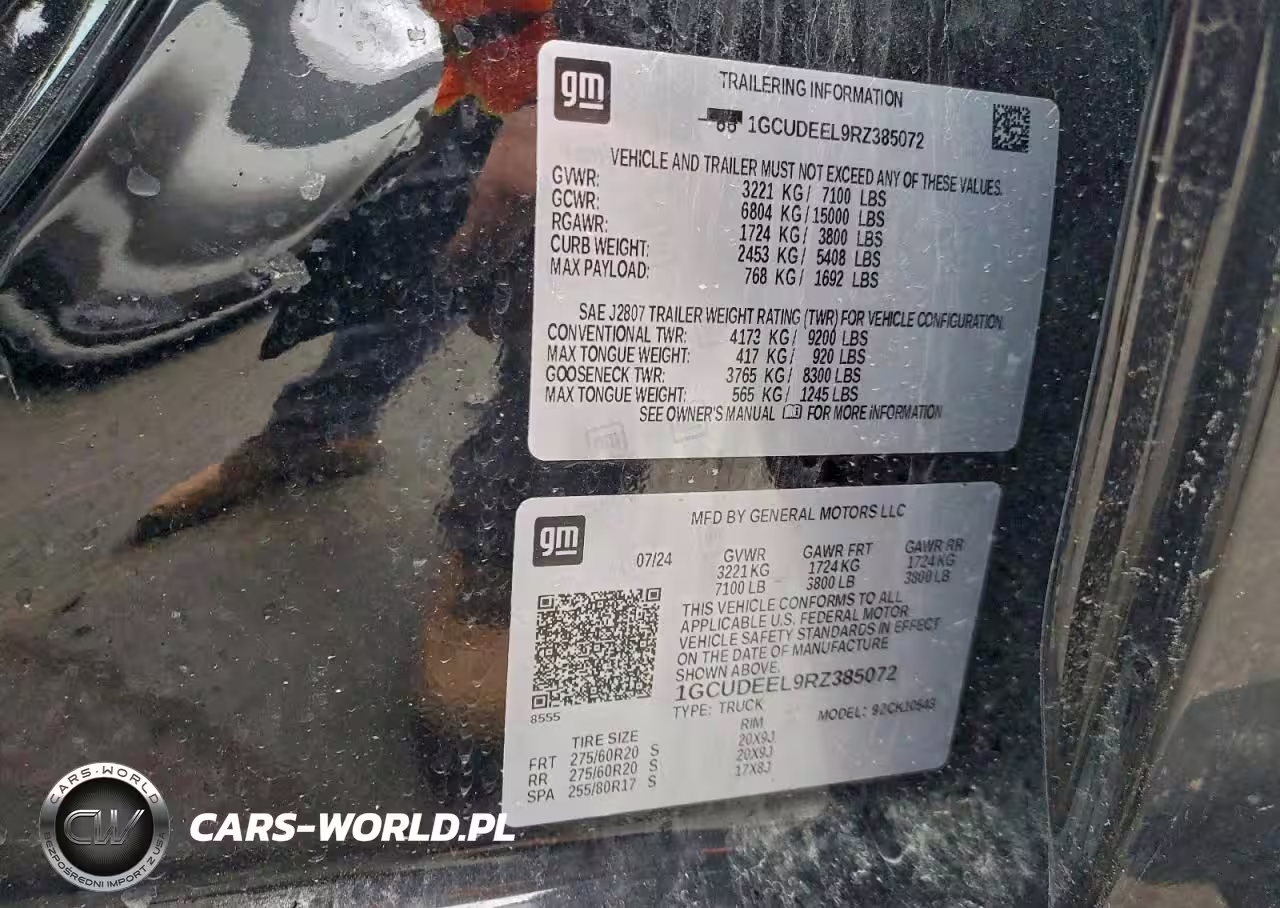 gm
TRAILERING INFORMATION
1GCUDEEL9RZ385072
VEHICLE AND TRAILER MUST NOT EXCEED ANY OF THESE VALUES.
GVWR: 3221 KG/ 7100 LBS
GCWR: 6804 KG/ 15000 LBS
RGAWR: 1724 KG/ 3800 LBS
CURB WEIGHT: 2453 KG/ 5408 LBS
MAX PAYLOAD: 768 KG/ 1692 LBS
SAE J2807 TRAILER WEIGHT RATING (TWR) FOR VEHICLE CONFIGURATION
CONVENTIONAL TWR: 4173 KG/ 9200 LBS
MAX TONGUE WEIGHT: 417 KG/ 920 LBS
GOOSENECK TWR: 3765 KG/ 8300 LBS
MAX TONGUE WEIGHT: 565 KG/ 1245 LBS
SEE OWNER'S MANUAL FOR MORE INFORMATION
gm
MFD BY GENERAL MOTORS LLC
07/24 GVWR GAWR FRT GAWR RR
3221 KG 1724 KG 1724 KG
7100 LB 3800 LB 3800 LB
THIS VEHICLE CONFORMS TO ALL
APPLICABLE U.S. FEDERAL MOTOR
VEHICLE SAFETY STANDARDS IN EFFECT
ON THE DATE OF MANUFACTURE
SHOWN ABOVE.
1GCUDEEL9RZ385072
8555
TYPE: TRUCK MODEL:
TIRE SIZE RIM
FRT 275/60R20 S 20X9J
RR 275/60R20 S 20X9J
SPA 255/80R17 S 17X8J
CARS-WORLD
CW
BEZPOŚREDNI IMPORT Z USA
CARS-WORLD.PL